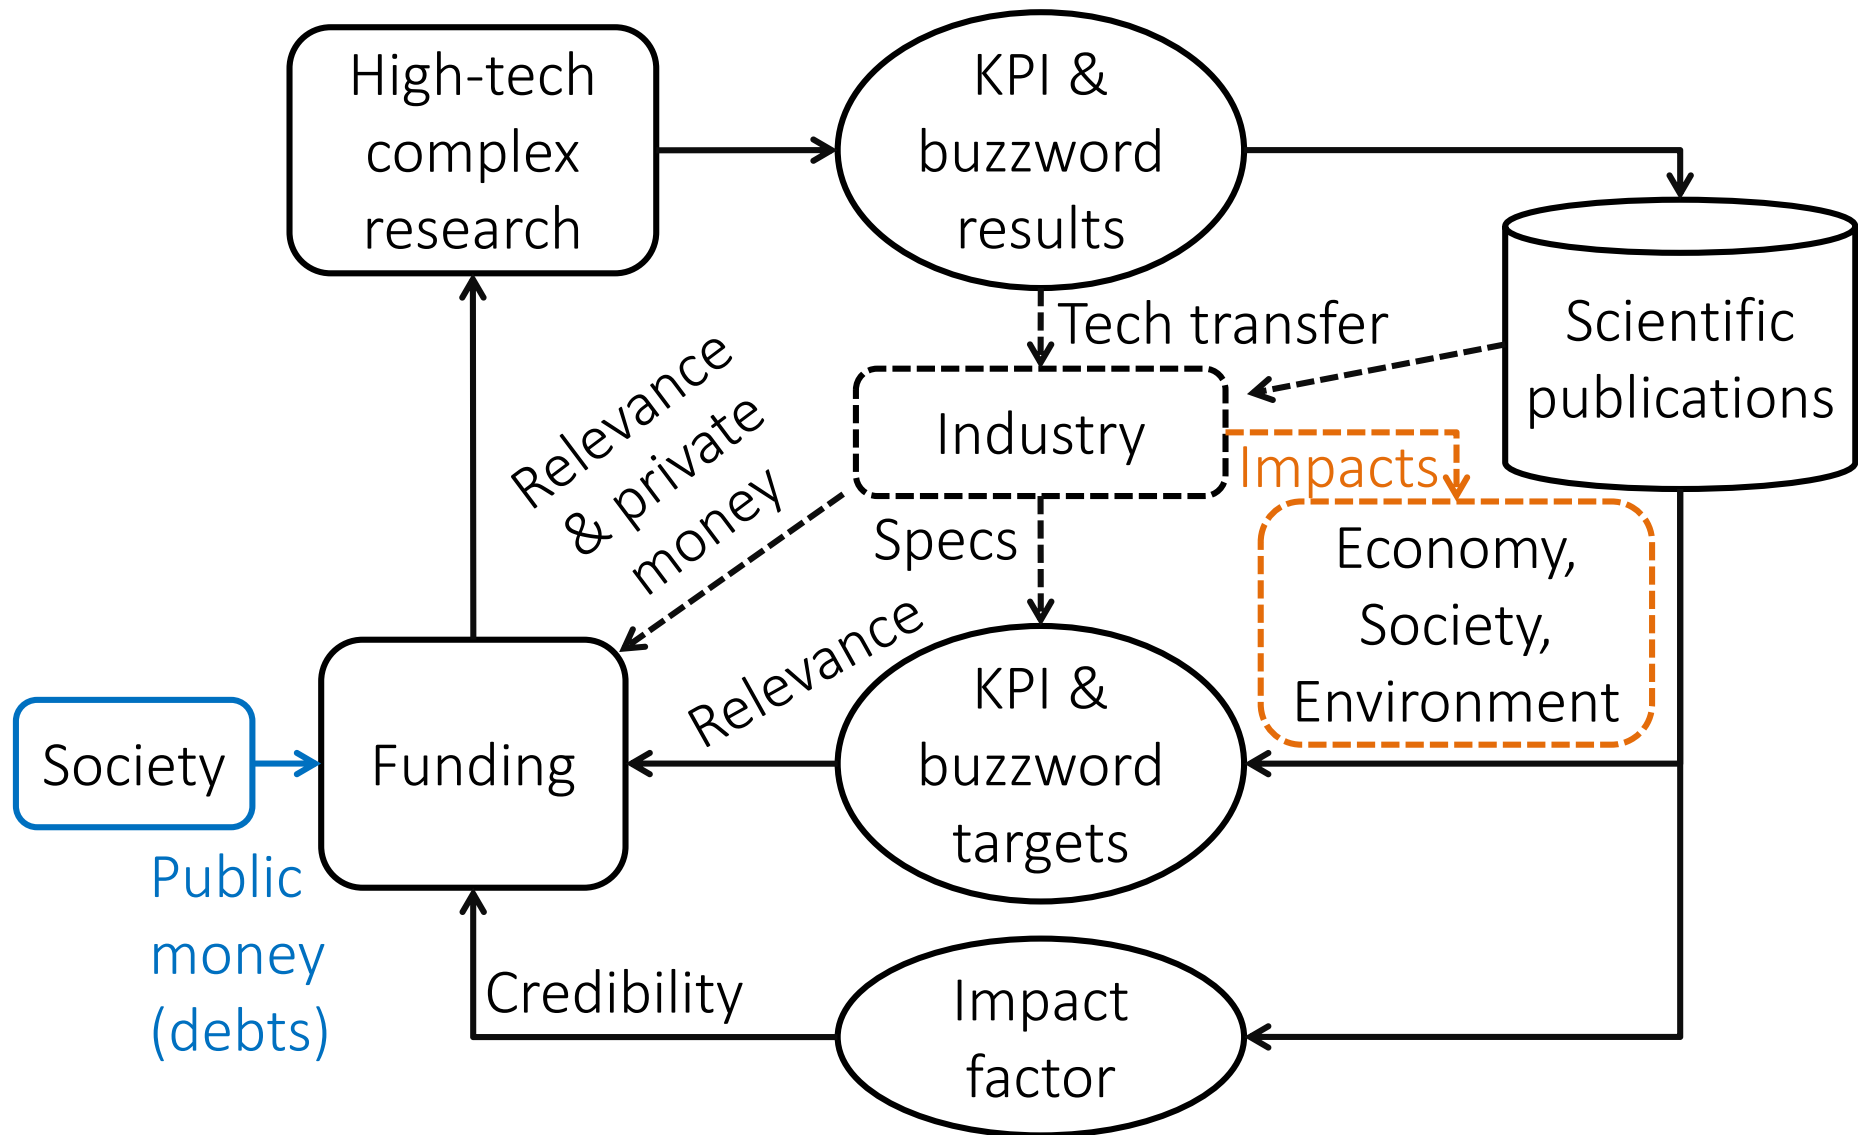 High-tech
complex
research
KPI &
buzzword
results
Scientific
publications
Tech transfer
Relevance
& private
money
Industry
Impacts
Specs
Economy,
Society,
Environment
Relevance
KPI &
buzzword
targets
Society
Funding
Public
money
(debts)
Credibility
Impact
factor